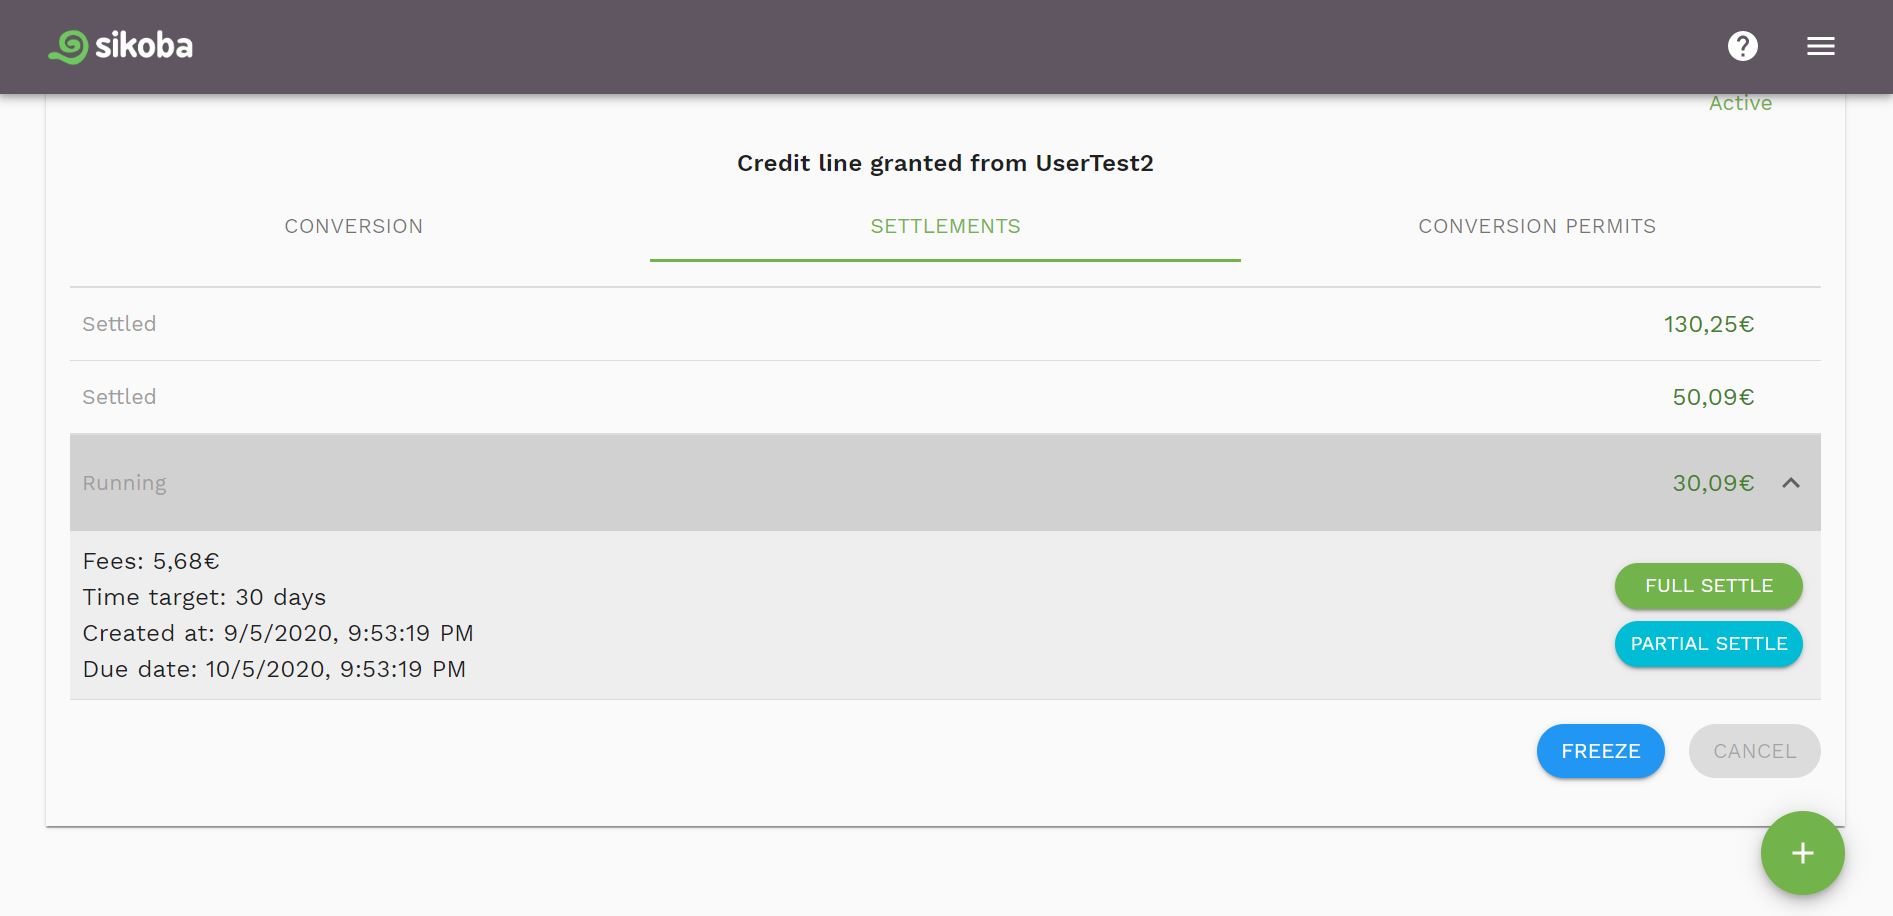 sikoba
Active
Credit line granted from UserTest2
CONVERSION
SETTLEMENTS
CONVERSION PERMITS
Settled 130,25€
Settled 50,09€
Running 30,09€
Fees: 5,68€
Time target: 30 days
Created at: 9/5/2020, 9:53:19 PM
Due date: 10/5/2020, 9:53:19 PM
FULL SETTLE
PARTIAL SETTLE
FREEZE
CANCEL